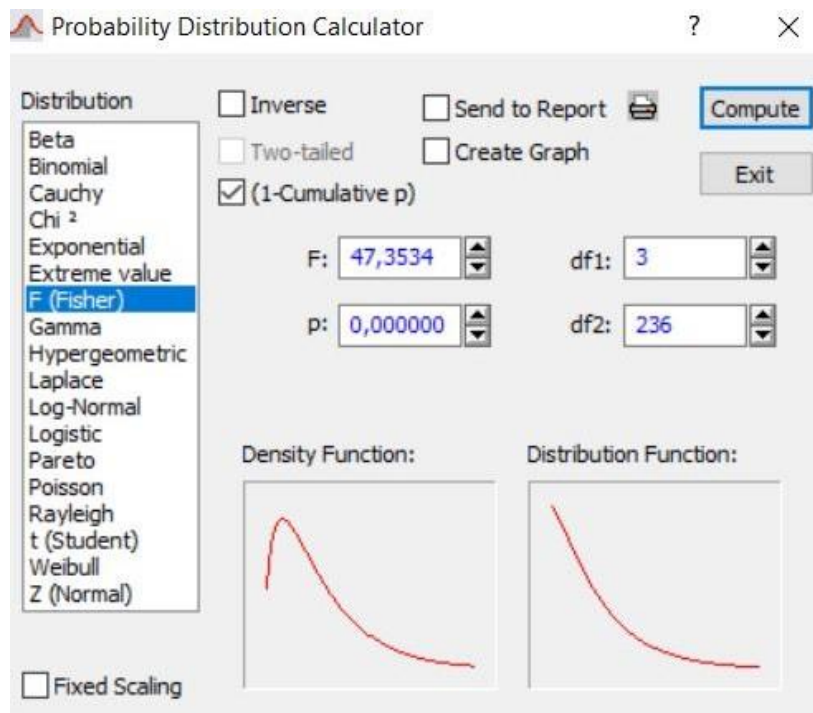 Probability Distribution Calculator ? ×
Distribution
Beta
Binomial
Cauchy
Chi ²
Exponential
Extreme value
F (Fisher)
Gamma
Hypergeometric
Laplace
Log-Normal
Logistic
Pareto
Poisson
Rayleigh
t (Student)
Weibull
Z (Normal)
Fixed Scaling
Inverse
Send to Report
Compute
Two-tailed
Create Graph
Exit
(1-Cumulative p)
F: 47,3534
df1: 3
p: 0,000000
df2: 236
Density Function:
Distribution Function: